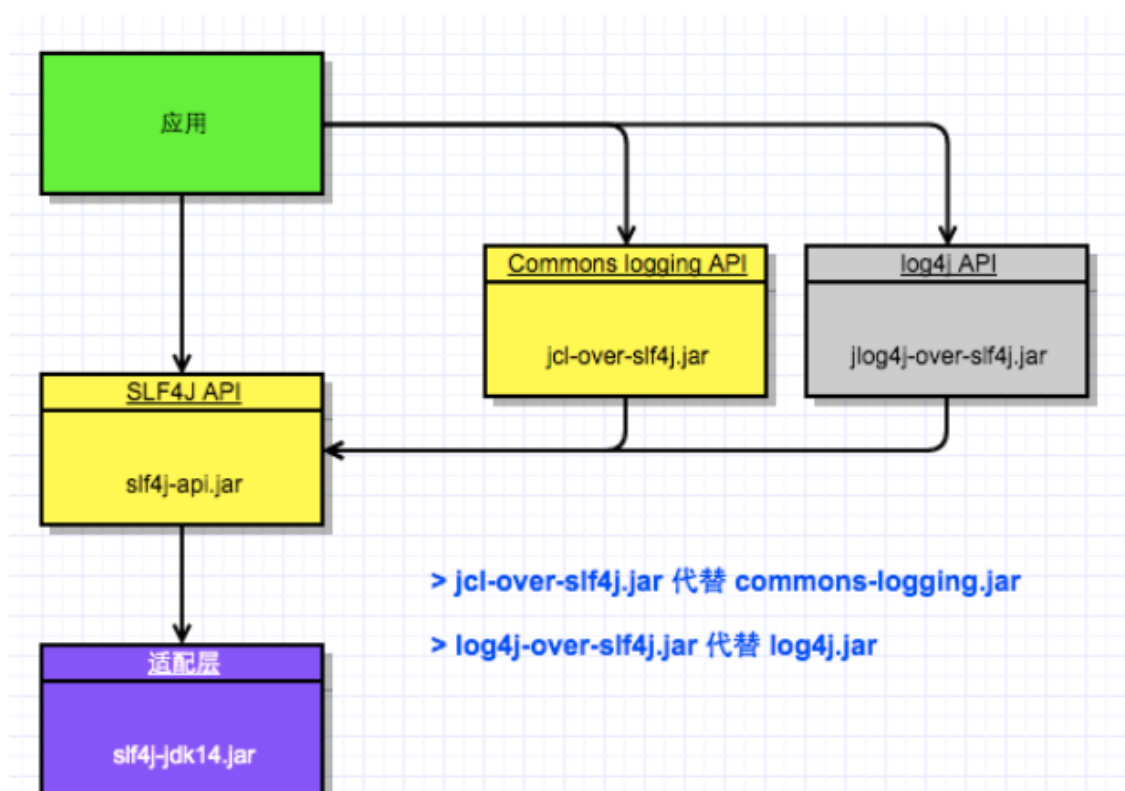 应用
Commons logging API
log4j API
jcl-over-slf4j.jar
jlog4j-over-slf4j.jar
SLF4J API
slf4j-api.jar
> jcl-over-slf4j.jar 代替 commons-logging.jar
> log4j-over-slf4j.jar 代替 log4j.jar
适配层
slf4j-jdk14.jar